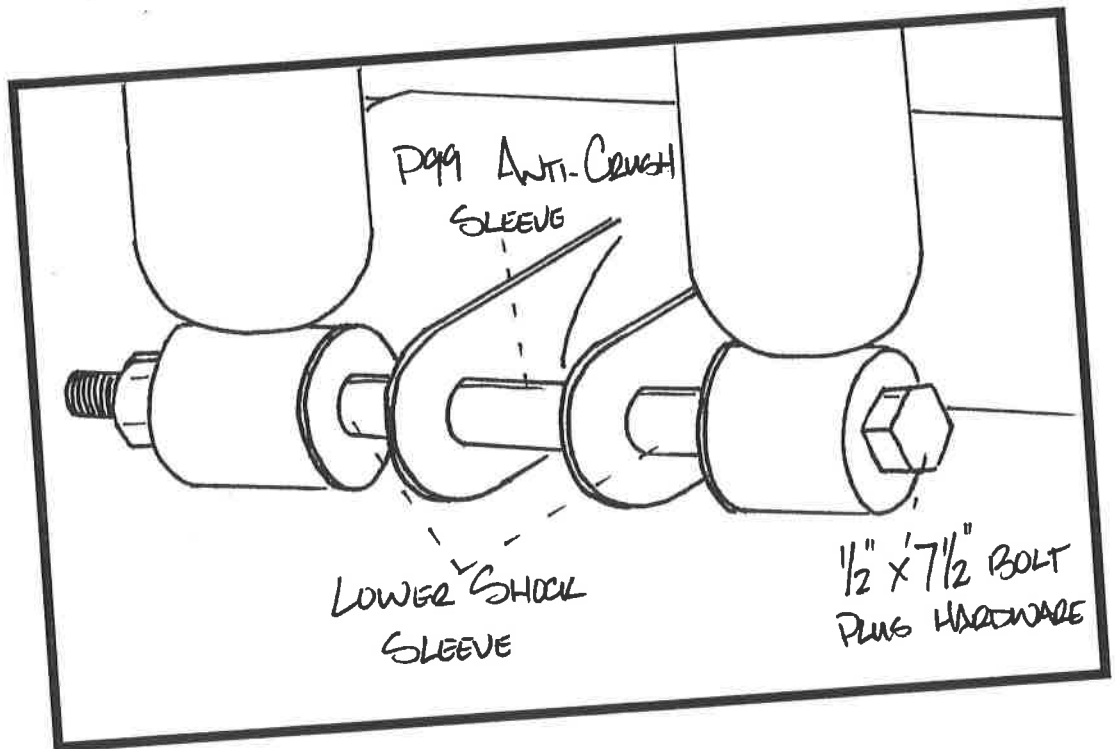 P99 ANTI-CRUSH
SLEEVE
LOWER SHOCK
SLEEVE
1/2" x 7 1/2" BOLT
PLUS HARDWARE